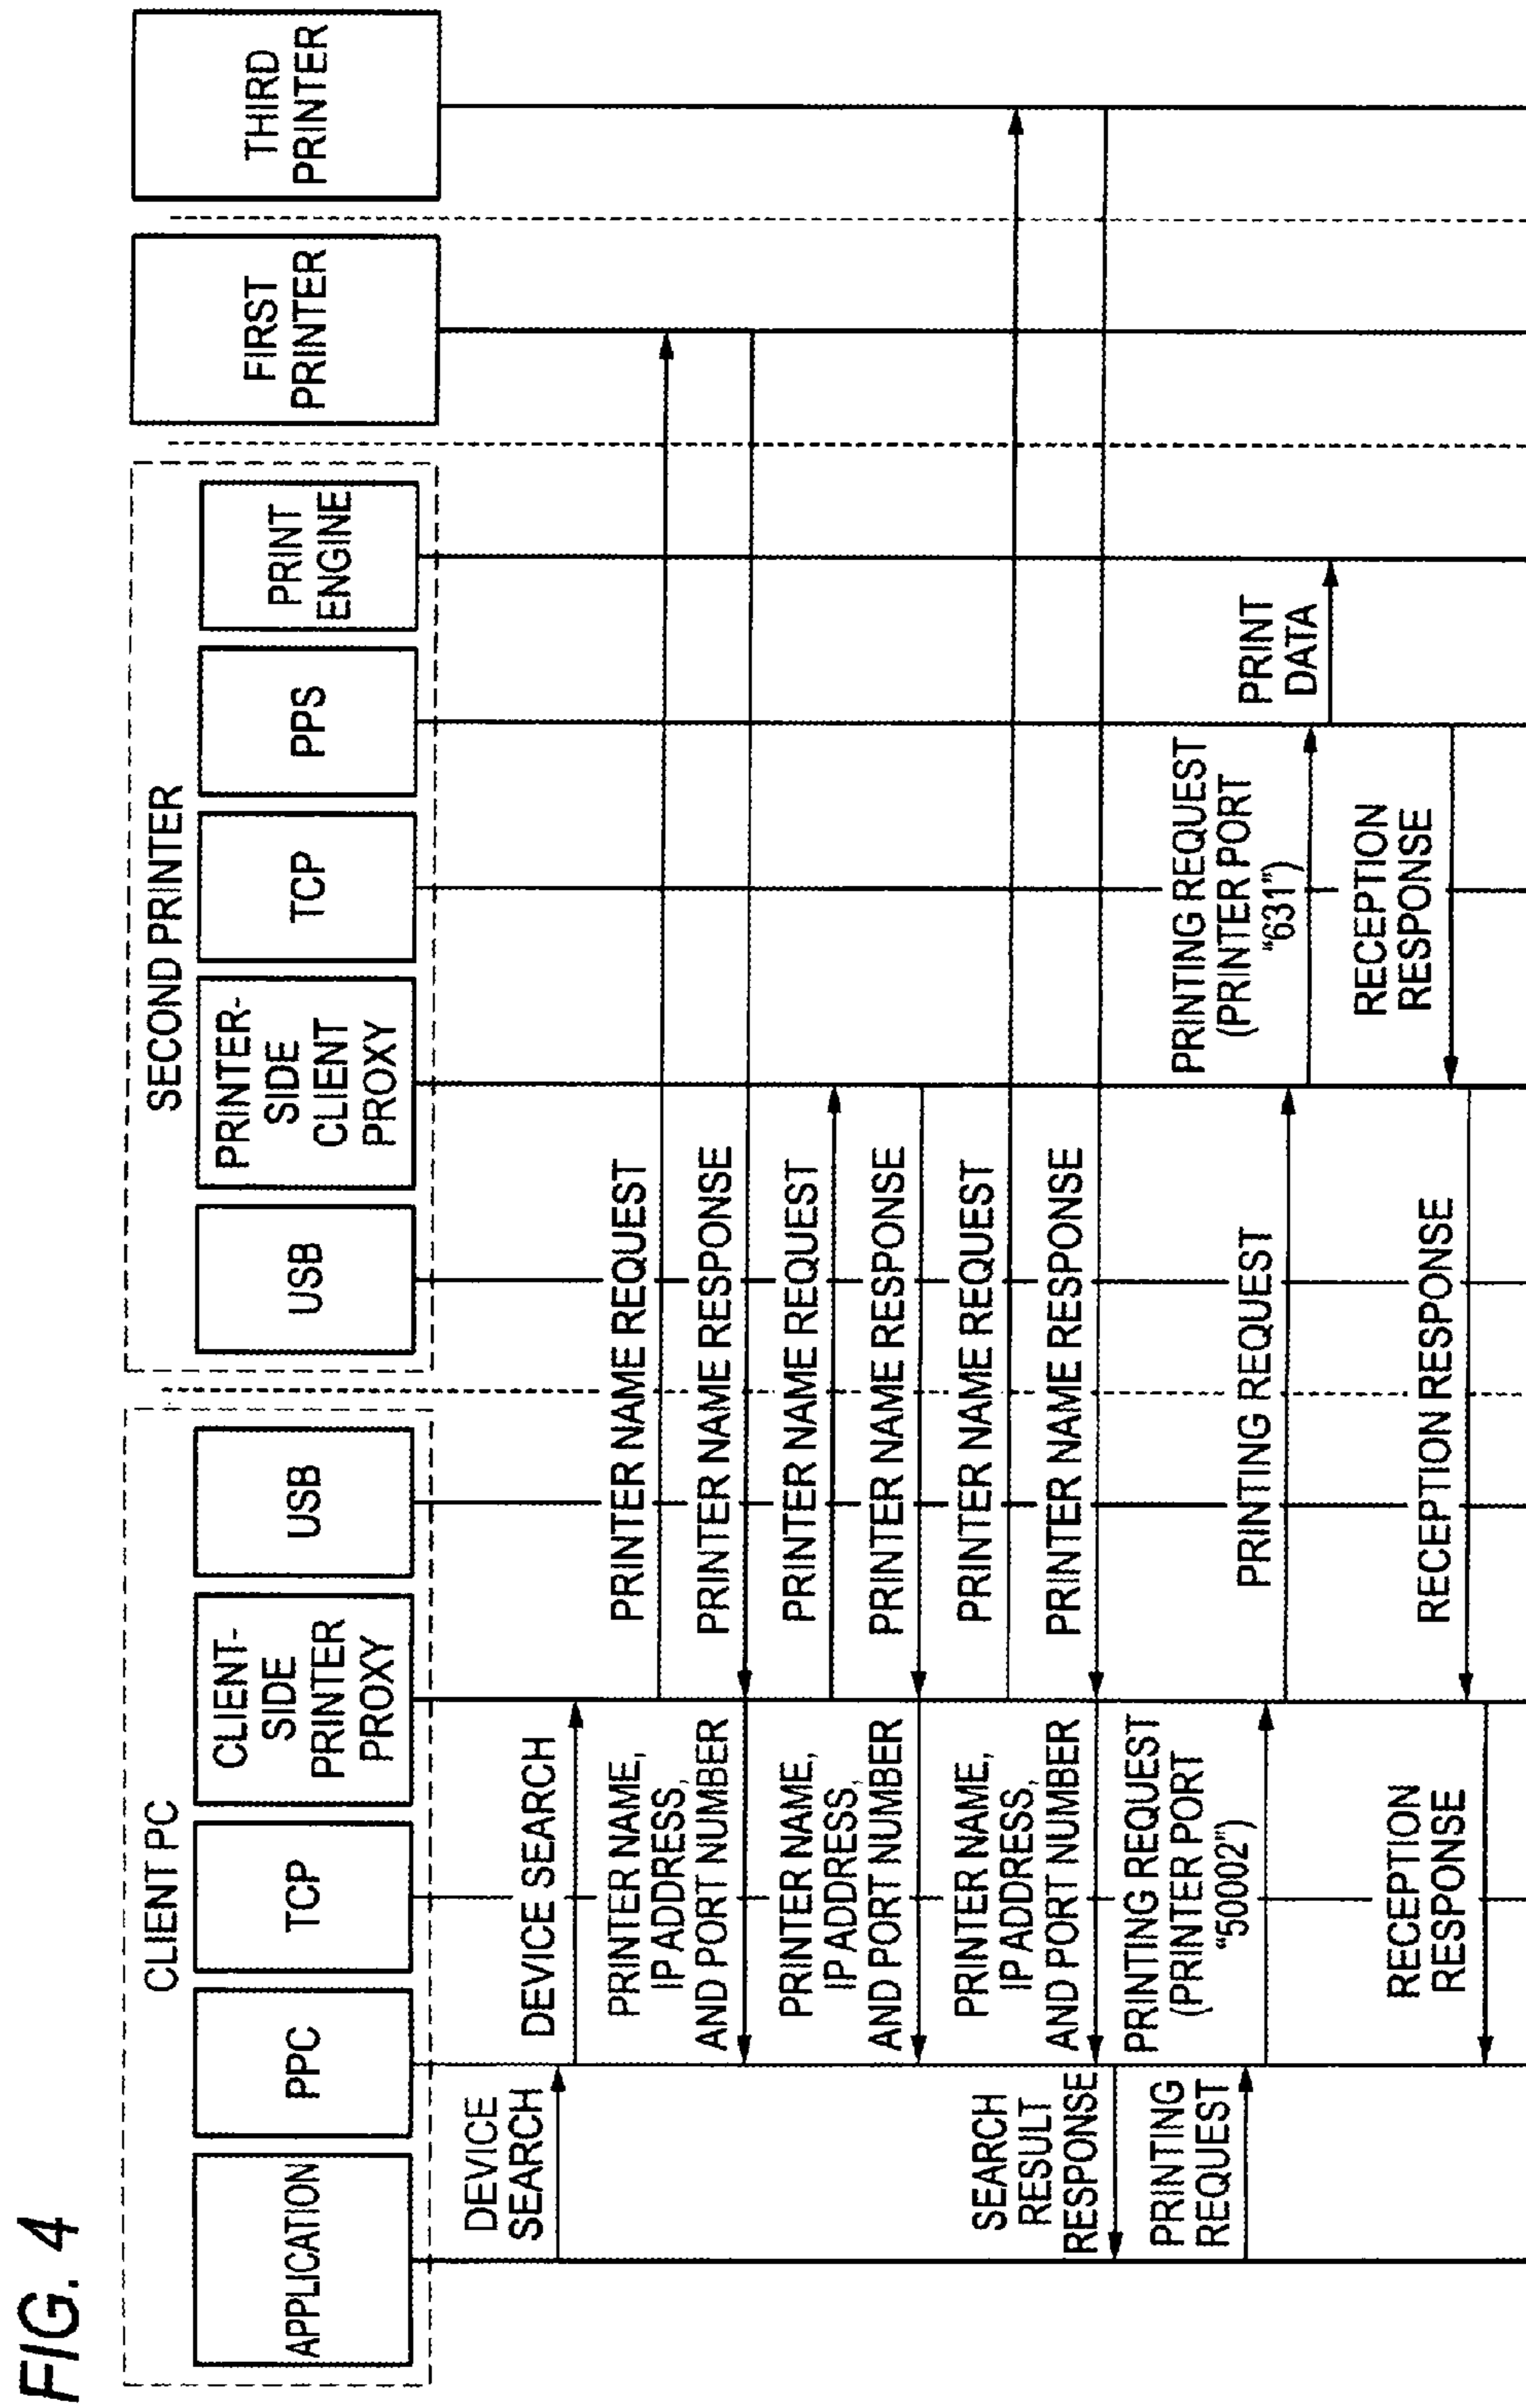 FIG. 4
CLIENT PC
APPLICATION
PPC
TCP
CLIENT-
SIDE
PRINTER
PROXY
USB
SECOND PRINTER
USB
PRINTER-
SIDE
CLIENT
PROXY
TCP
PPS
PRINT
ENGINE
FIRST
PRINTER
THIRD
PRINTER
DEVICE
SEARCH
DEVICE SEARCH
PRINTER NAME REQUEST
PRINTER NAME RESPONSE
PRINTER NAME,
IP ADDRESS,
AND PORT NUMBER
PRINTER NAME REQUEST
PRINTER NAME RESPONSE
PRINTER NAME,
IP ADDRESS,
AND PORT NUMBER
PRINTER NAME REQUEST
PRINTER NAME RESPONSE
PRINTER NAME,
IP ADDRESS,
AND PORT NUMBER
SEARCH
RESULT
RESPONSE
PRINTING
REQUEST
PRINTING REQUEST
(PRINTER PORT
“50002”)
PRINTING REQUEST
PRINTING REQUEST
(PRINTER PORT
“631”)
PRINT
DATA
RECEPTION
RESPONSE
RECEPTION RESPONSE
RECEPTION
RESPONSE